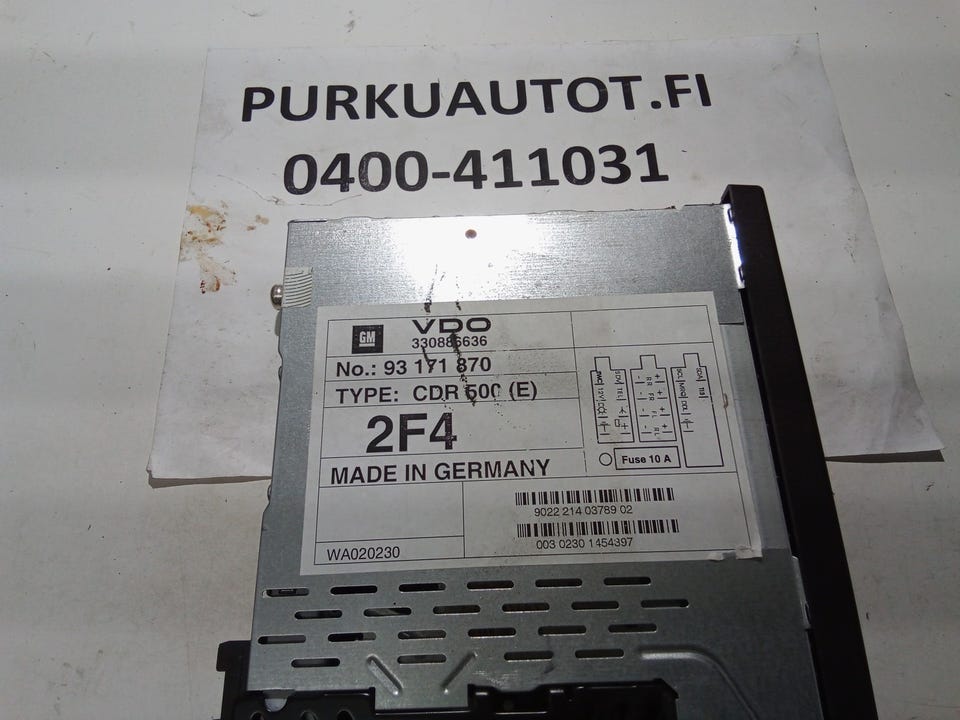 PURKUAUTOT.FI
0400-411031
GM
VDO
330886636
No.: 93 171 870
TYPE: CDR 500 (E)
2F4
MADE IN GERMANY
Fuse 10 A
9022 214 03789 02
003 0230 1454397
WA020230